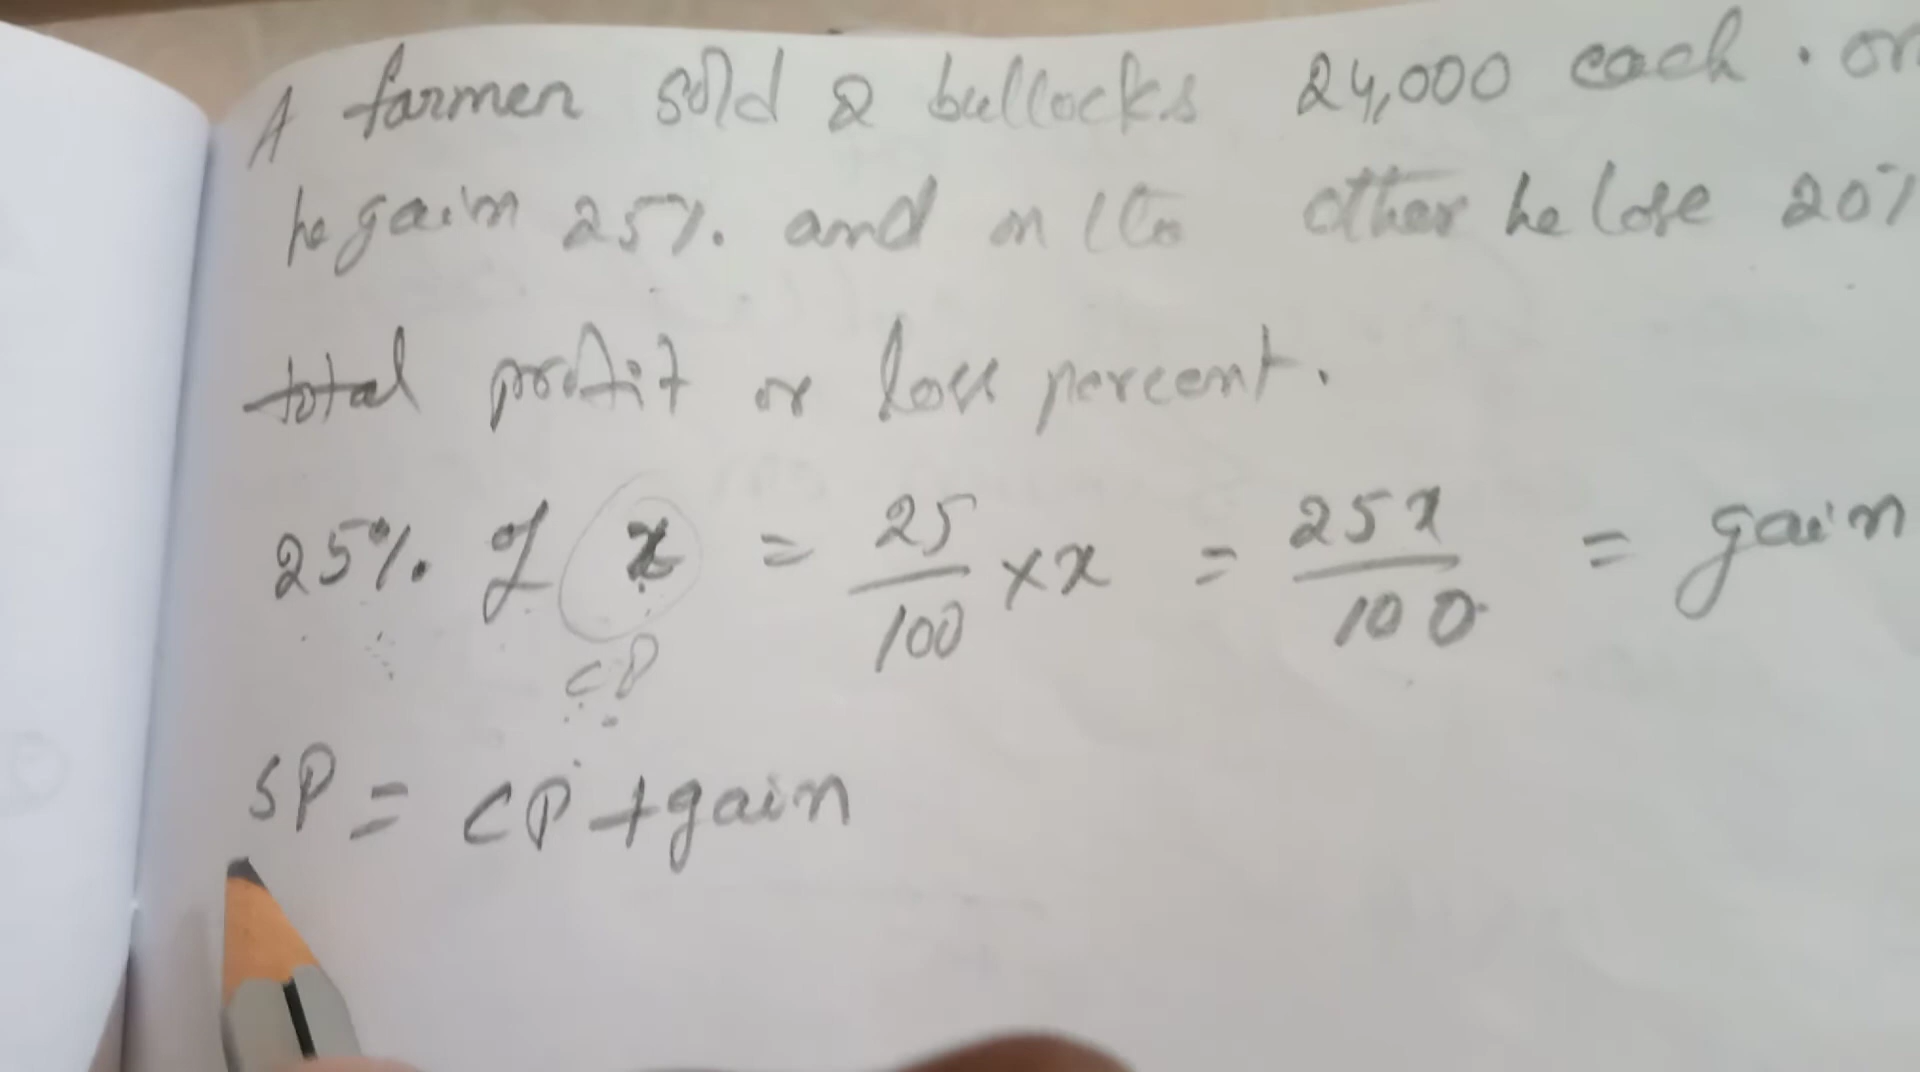 A farmer sold 2 bullocks 24,000 each. on
he gain 25%. and on the other he lose 20%
total profit or loss percent.
25%. of x = 25/100 × x = 25x/100 = gain
CP
SP = CP + gain